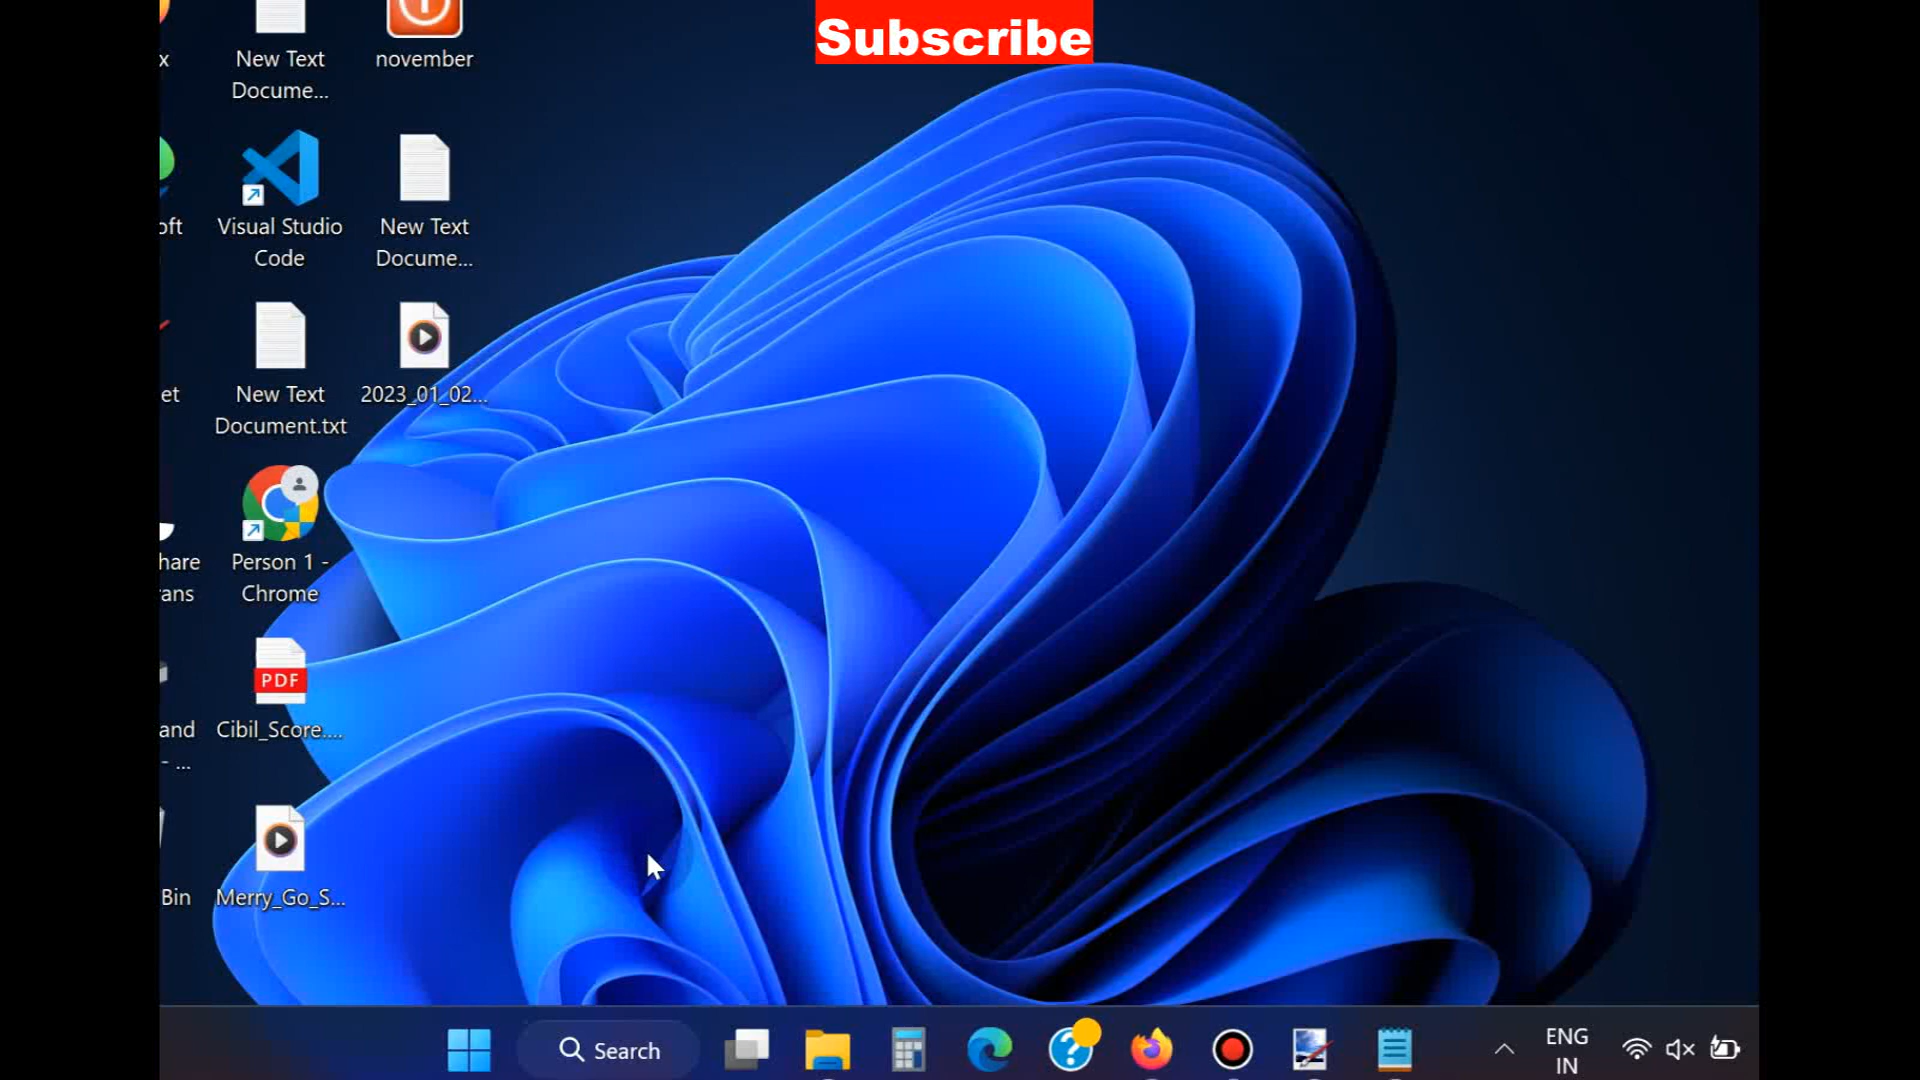 Subscribe
x
New Text
Docume...
november
oft
Visual Studio
Code
New Text
Docume...
et
New Text
Document.txt
2023_01_02...
hare
ans
Person 1 -
Chrome
PDF
and
- ...
Cibil_Score....
Bin
Merry_Go_S...
Search
ENG
IN